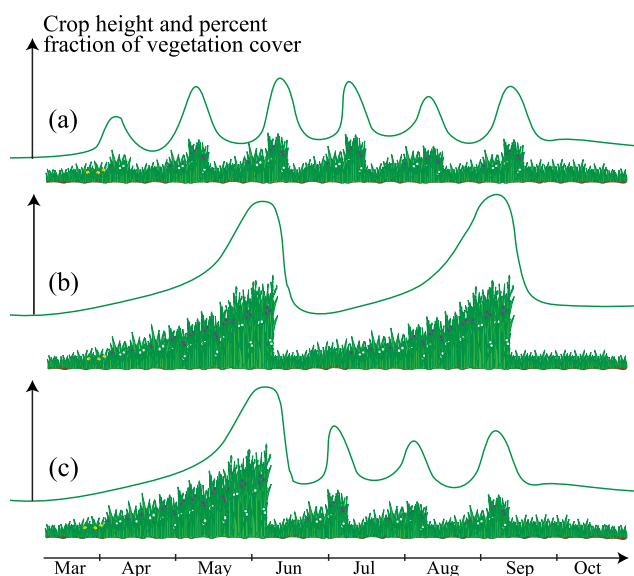 Crop height and percent
fraction of vegetation cover
(a)
(b)
(c)
Mar Apr May Jun Jul Aug Sep Oct